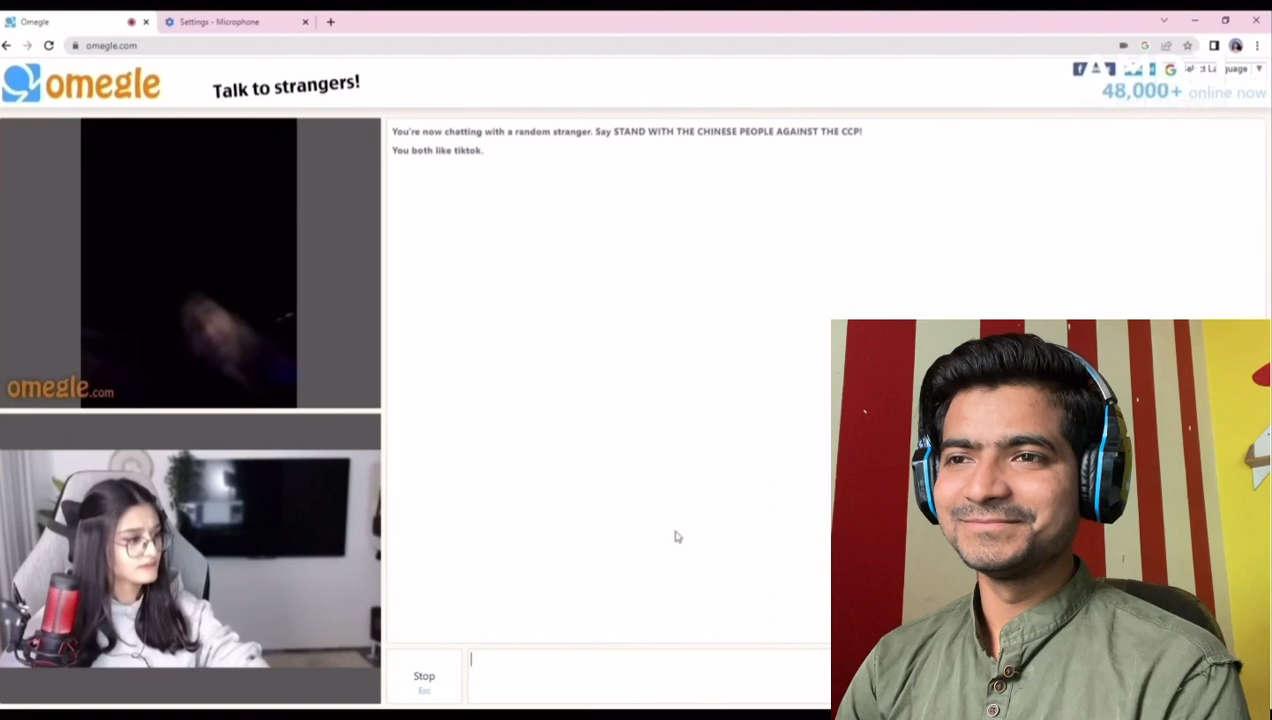 Omegle
Settings - Microphone
omegle.com
omegle
Talk to strangers!
48,000+ online now
You're now chatting with a random stranger. Say STAND WITH THE CHINESE PEOPLE AGAINST THE CCP!
You both like tiktok.
omegle.com
Stop
Esc